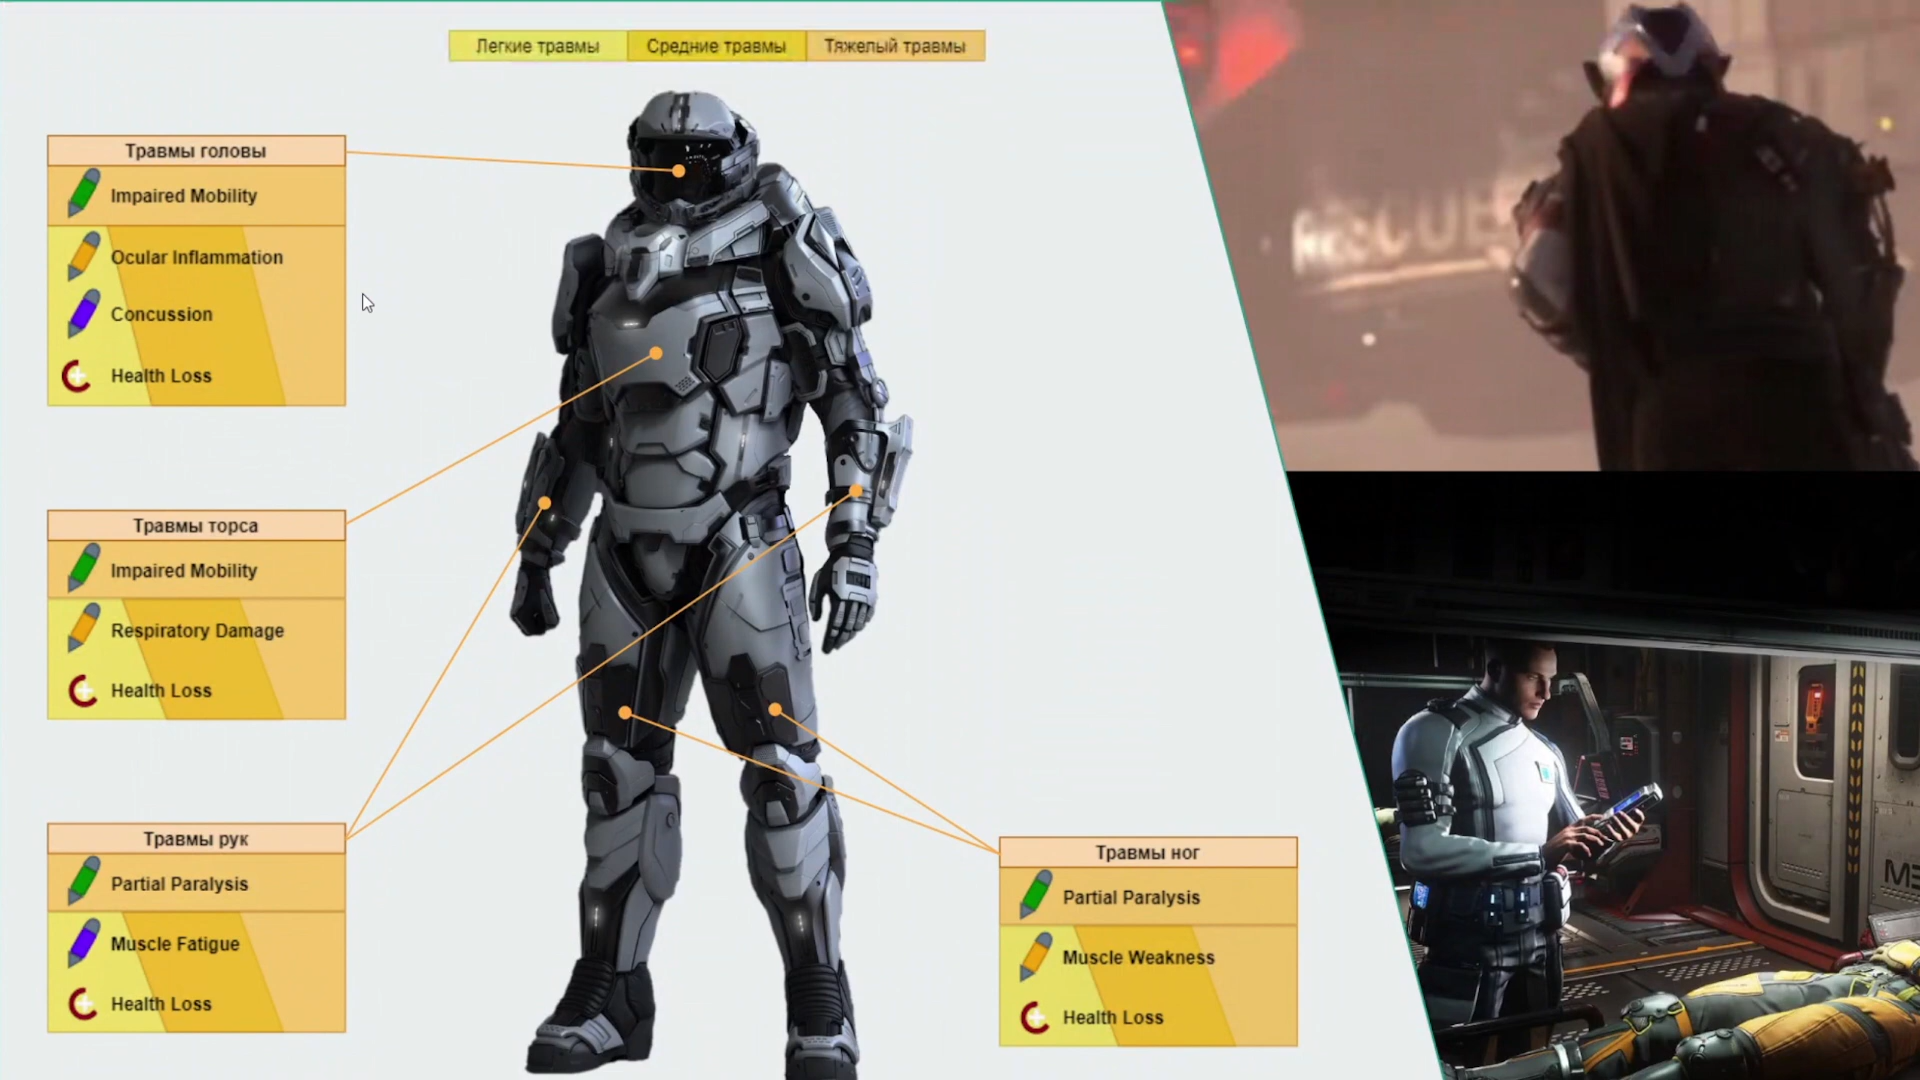 Легкие травмы
Средние травмы
Тяжелый травмы
Травмы головы
Impaired Mobility
Ocular Inflammation
Concussion
Health Loss
Травмы торса
Impaired Mobility
Respiratory Damage
Health Loss
Травмы рук
Partial Paralysis
Muscle Fatigue
Health Loss
Травмы ног
Partial Paralysis
Muscle Weakness
Health Loss
RESCUE